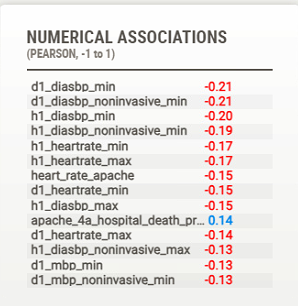 NUMERICAL ASSOCIATIONS
(PEARSON, -1 to 1)
d1_diasbp_min -0.21
d1_diasbp_noninvasive_min -0.21
h1_diasbp_min -0.20
h1_diasbp_noninvasive_min -0.19
h1_heartrate_min -0.17
h1_heartrate_max -0.17
heart_rate_apache -0.15
d1_heartrate_min -0.15
h1_diasbp_max -0.15
apache_4a_hospital_death_pr... 0.14
d1_heartrate_max -0.14
h1_diasbp_noninvasive_max -0.13
d1_mbp_min -0.13
d1_mbp_noninvasive_min -0.13